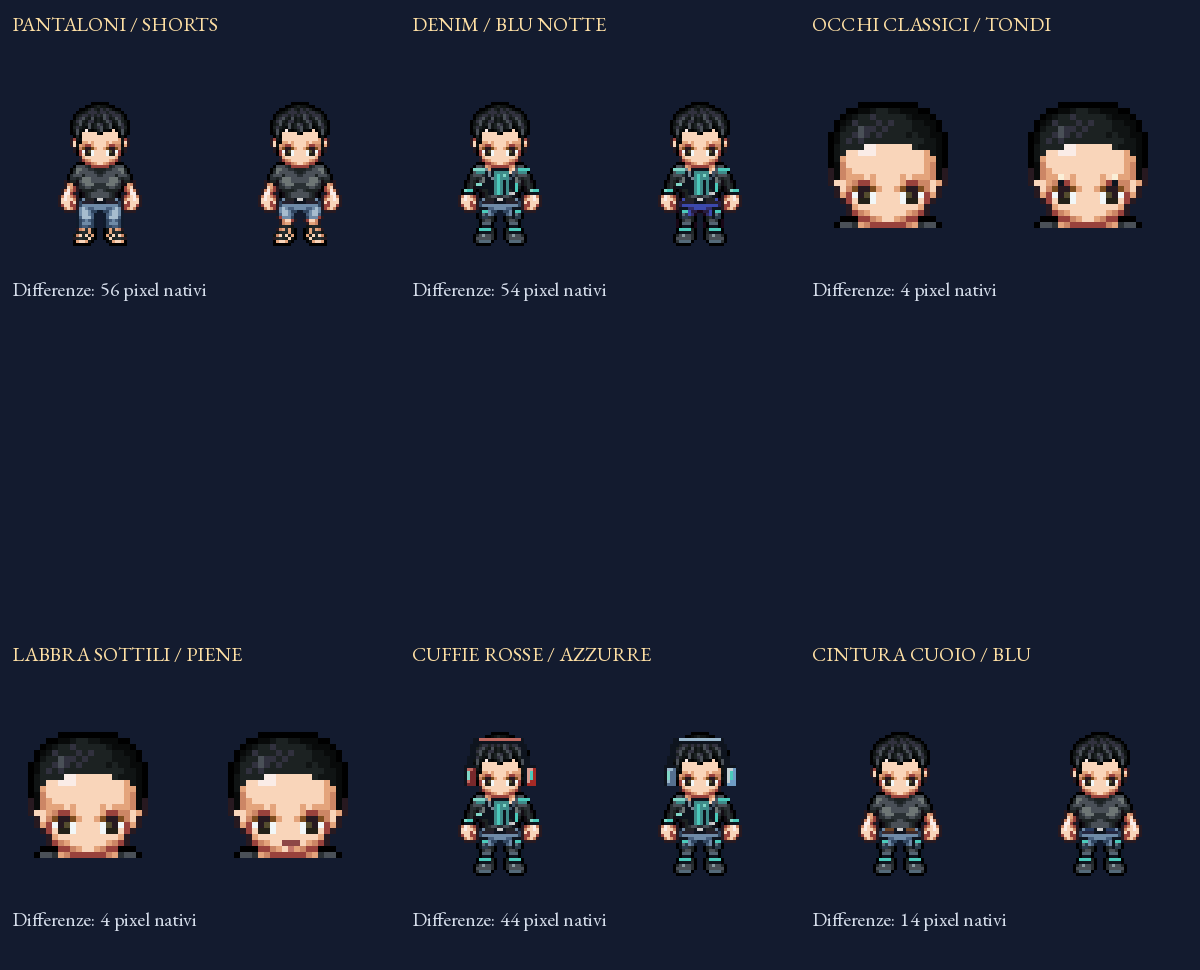 PANTALONI / SHORTS
DENIM / BLU NOTTE
OCCHI CLASSICI / TONDI
Differenze: 56 pixel nativi
Differenze: 54 pixel nativi
Differenze: 4 pixel nativi
LABBRA SOTTILI / PIENE
CUFFIE ROSSE / AZZURRE
CINTURA CUOIO / BLU
Differenze: 4 pixel nativi
Differenze: 44 pixel nativi
Differenze: 14 pixel nativi